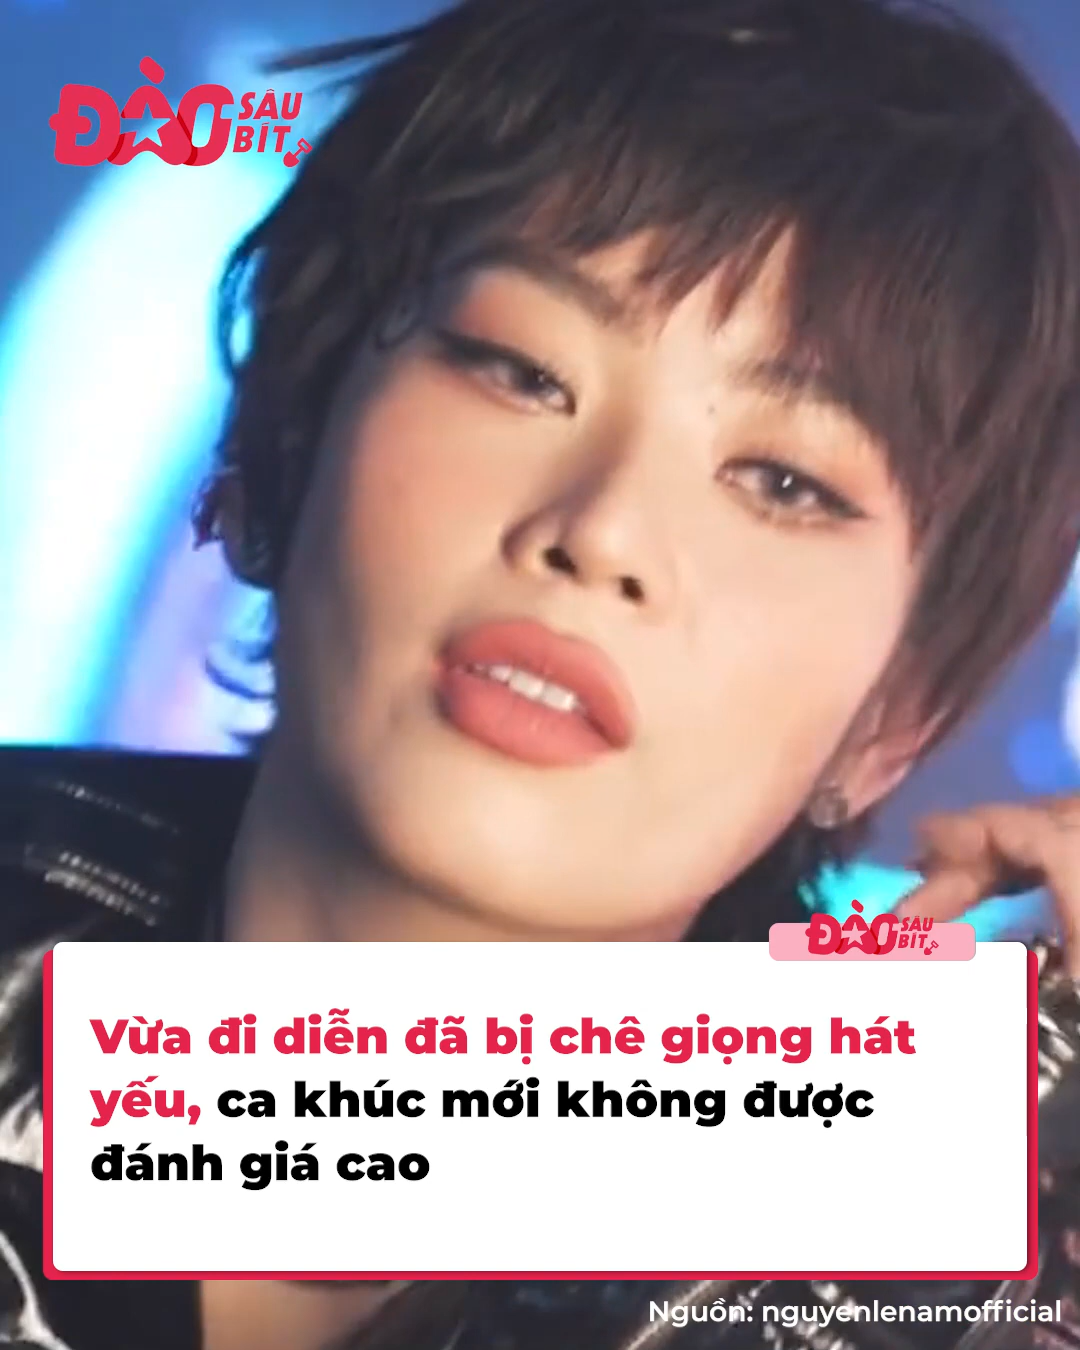 ĐÀO SÂU BÍT
ĐÀO SÂU BÍT
Vừa đi diễn đã bị chê giọng hát
yếu, ca khúc mới không được
đánh giá cao
Nguồn: nguyenlenamofficial